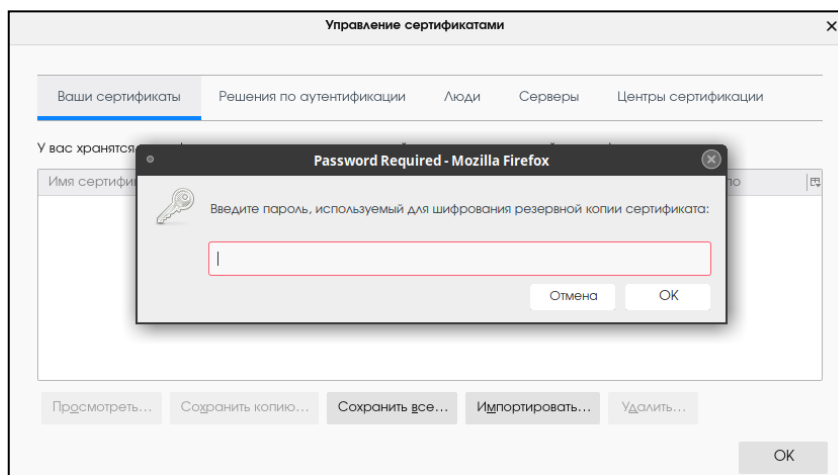 Управление сертификатами
Ваши сертификаты Решения по аутентификации Люди Серверы Центры сертификации
У вас хранятся
Password Required - Mozilla Firefox
Имя
Введите пароль, используемый для шифрования резервной копии сертификата:
Отмена OK
Просмотреть... Сохранить копию... Сохранить все... Импортировать... Удалить...
OK